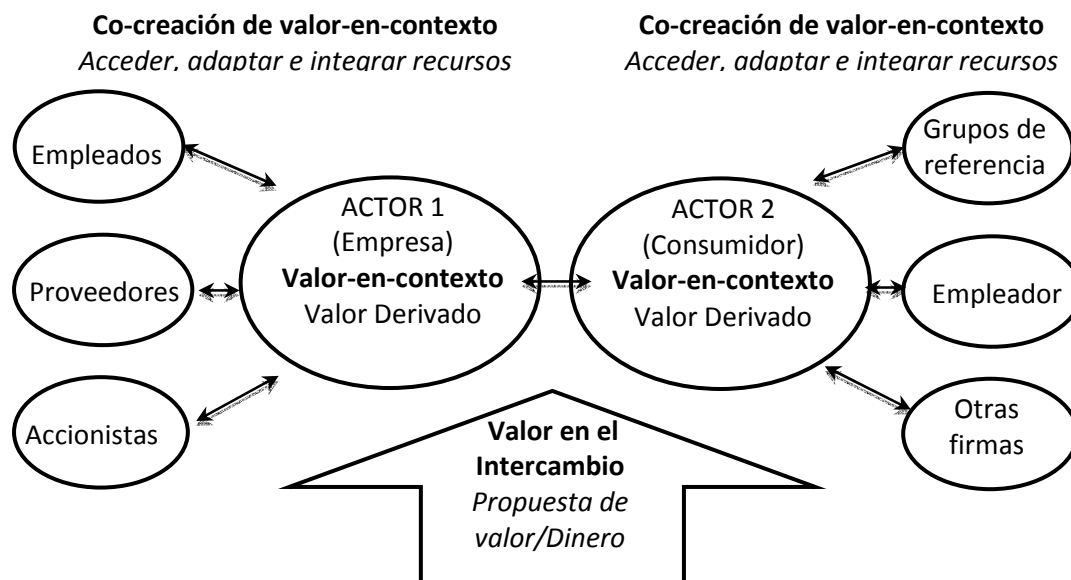 Co-creación de valor-en-contexto
Acceder, adaptar e integrar recursos
Co-creación de valor-en-contexto
Acceder, adaptar e integrar recursos
Empleados
Proveedores
Accionistas
ACTOR 1
(Empresa)
Valor-en-contexto
Valor Derivado
ACTOR 2
(Consumidor)
Valor-en-contexto
Valor Derivado
Grupos de
referencia
Empleador
Otras
firmas
Valor en el
Intercambio
Propuesta de
valor/Dinero